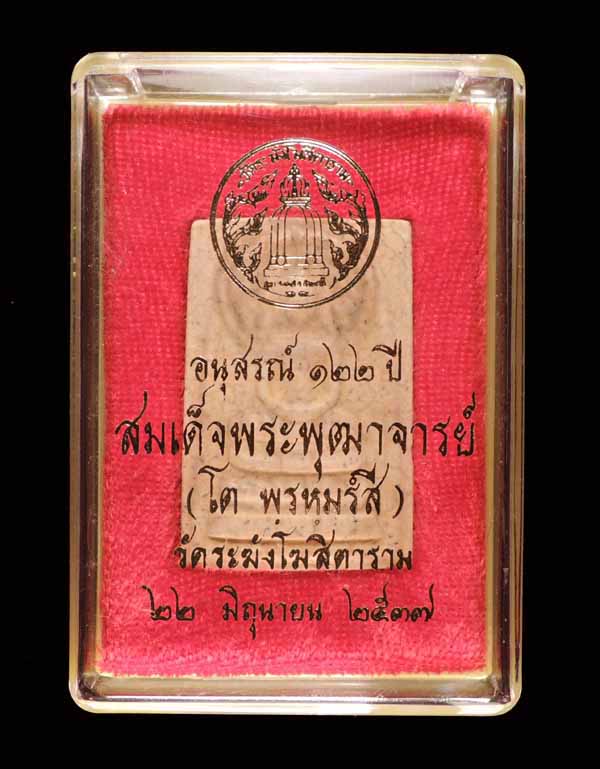 อนุสรณ์ ๑๒๒ ปี
สมเด็จพระพุฒาจารย์
(โต พฺรหฺมรํสี)
วัดระฆังโฆสิตาราม
๒๒ มิถุนายน ๒๕๓๗